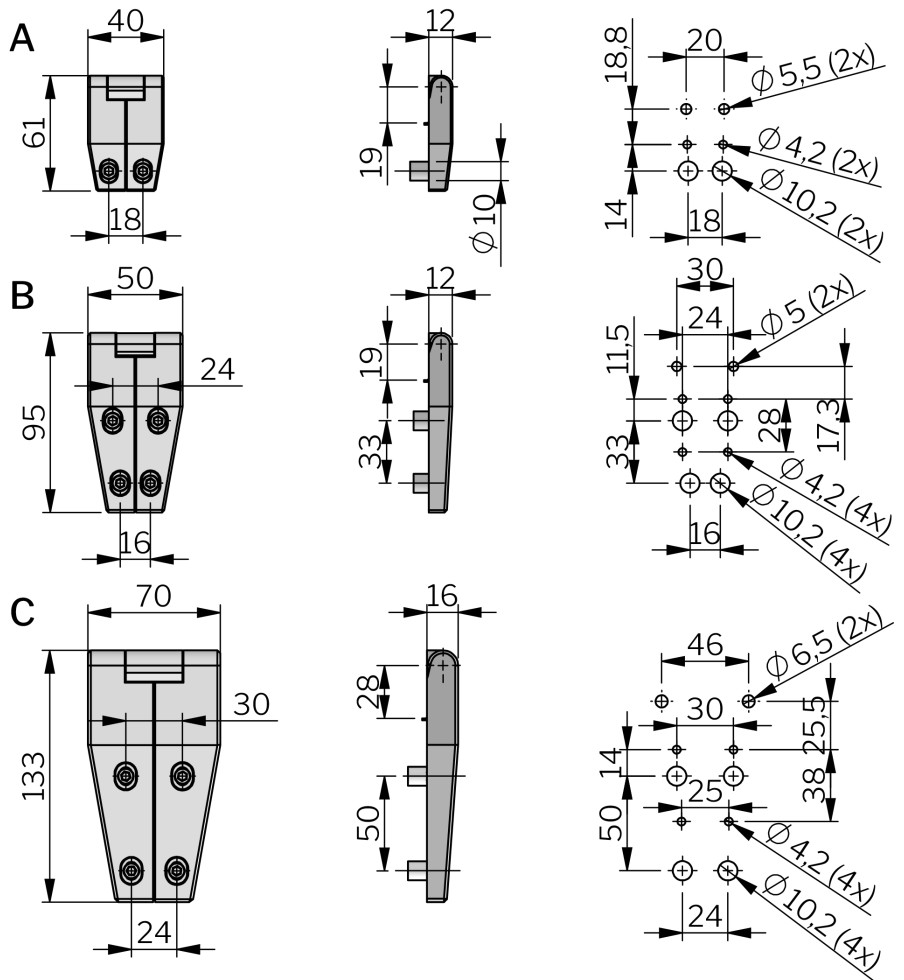 A
40
61
18
12
19
Ø 10
20
18,8
Ø 5,5 (2x)
Ø 4,2 (2x)
Ø 10,2 (2x)
14
18
B
50
24
95
16
12
19
33
30
24
Ø 5 (2x)
11,5
17,3
28
33
Ø 4,2 (4x)
Ø 10,2 (4x)
16
C
70
30
133
24
16
28
50
46
Ø 6,5 (2x)
30
25,5
14
38
25
50
Ø 4,2 (4x)
Ø 10,2 (4x)
24